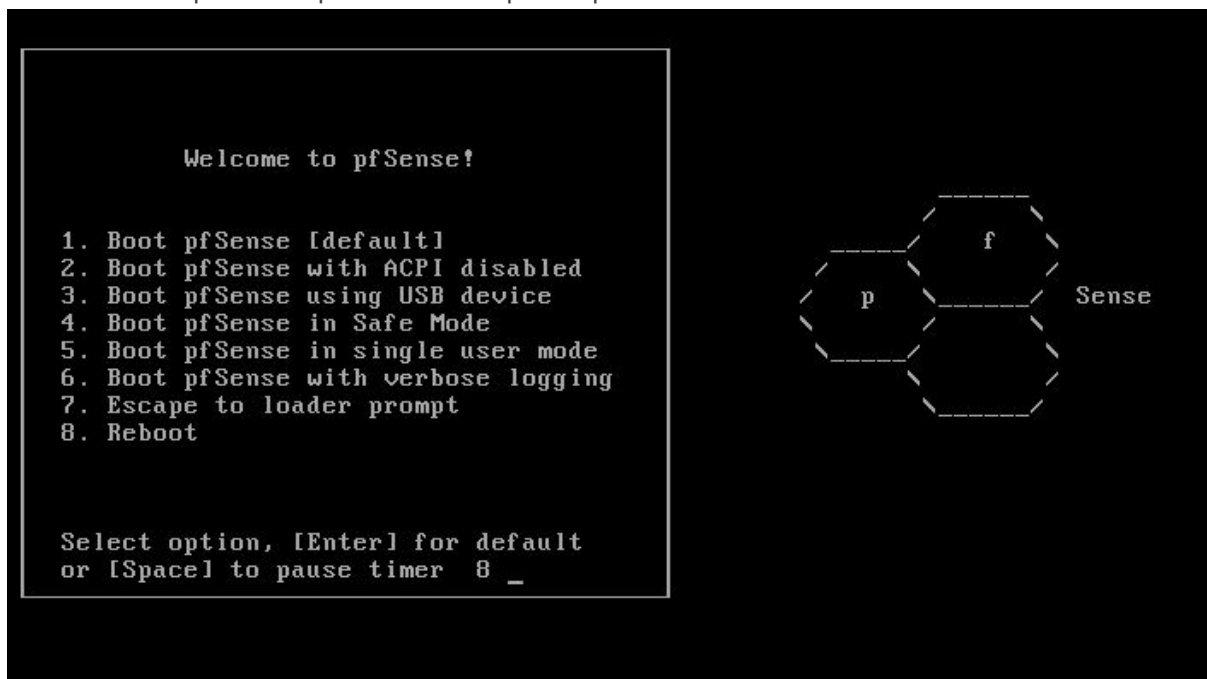 Welcome to pfSense!
1. Boot pfSense [default]
2. Boot pfSense with ACPI disabled
3. Boot pfSense using USB device
4. Boot pfSense in Safe Mode
5. Boot pfSense in single user mode
6. Boot pfSense with verbose logging
7. Escape to loader prompt
8. Reboot
Select option, [Enter] for default
or [Space] to pause timer 8 _
f
p
Sense